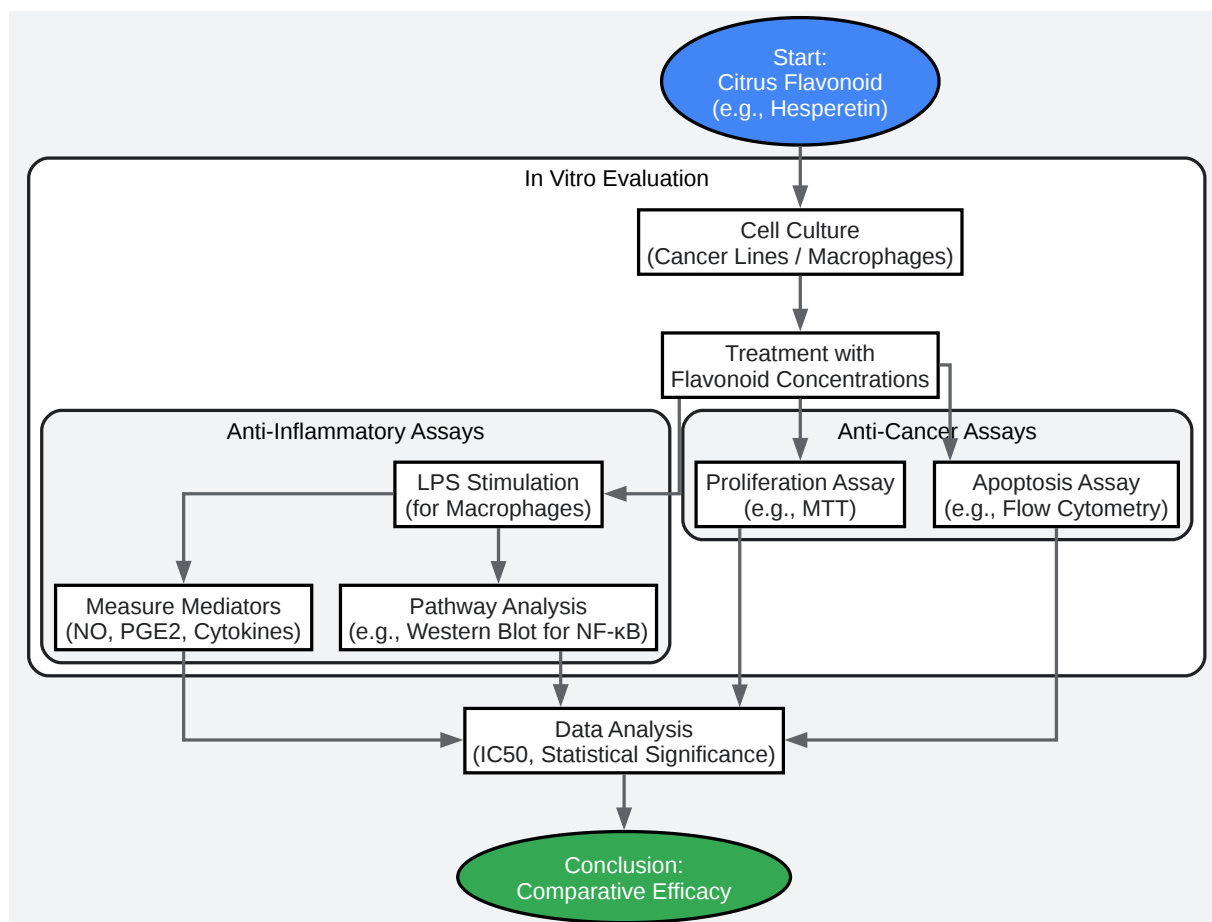 Start:
Citrus Flavonoid
(e.g., Hesperetin)
In Vitro Evaluation
Cell Culture
(Cancer Lines / Macrophages)
Treatment with
Flavonoid Concentrations
Anti-Inflammatory Assays
Anti-Cancer Assays
LPS Stimulation
(for Macrophages)
Proliferation Assay
(e.g., MTT)
Apoptosis Assay
(e.g., Flow Cytometry)
Measure Mediators
(NO, PGE2, Cytokines)
Pathway Analysis
(e.g., Western Blot for NF-κB)
Data Analysis
(IC50, Statistical Significance)
Conclusion:
Comparative Efficacy